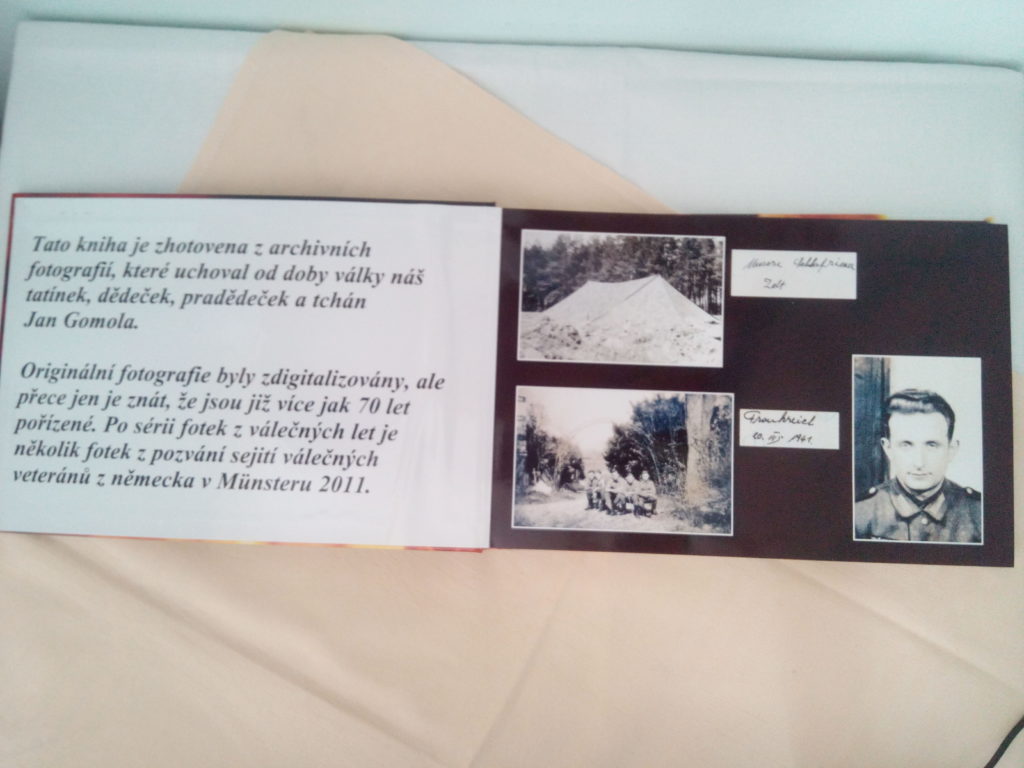 Tato kniha je zhotovena z archivních
fotografií, které uchoval od doby války náš
tatínek, dědeček, pradědeček a tchán
Jan Gomola.
Originální fotografie byly zdigitalizovány, ale
přece jen je znát, že jsou již více jak 70 let
pořízené. Po sérii fotek z válečných let je
několik fotek z pozvání sejití válečných
veteránů z německa v Münsteru 2011.
Zelt
Frankreich
1941.